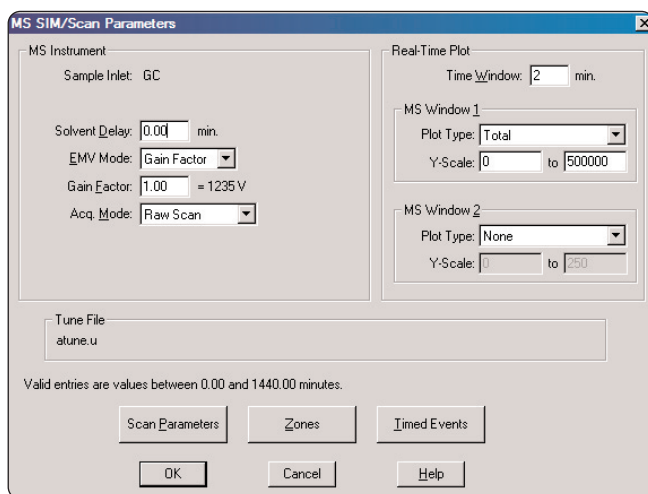 MS SIM/Scan Parameters
MS Instrument
Sample Inlet: GC
Solvent Delay: 0.00 min.
EMV Mode: Gain Factor
Gain Factor: 1.00 = 1235 V
Acq. Mode: Raw Scan
Real-Time Plot
Time Window: 2 min.
MS Window 1
Plot Type: Total
Y-Scale: 0 to 500000
MS Window 2
Plot Type: None
Y-Scale: 0 to 250
Tune File
atune.u
Valid entries are values between 0.00 and 1440.00 minutes.
Scan Parameters Zones Timed Events
OK Cancel Help